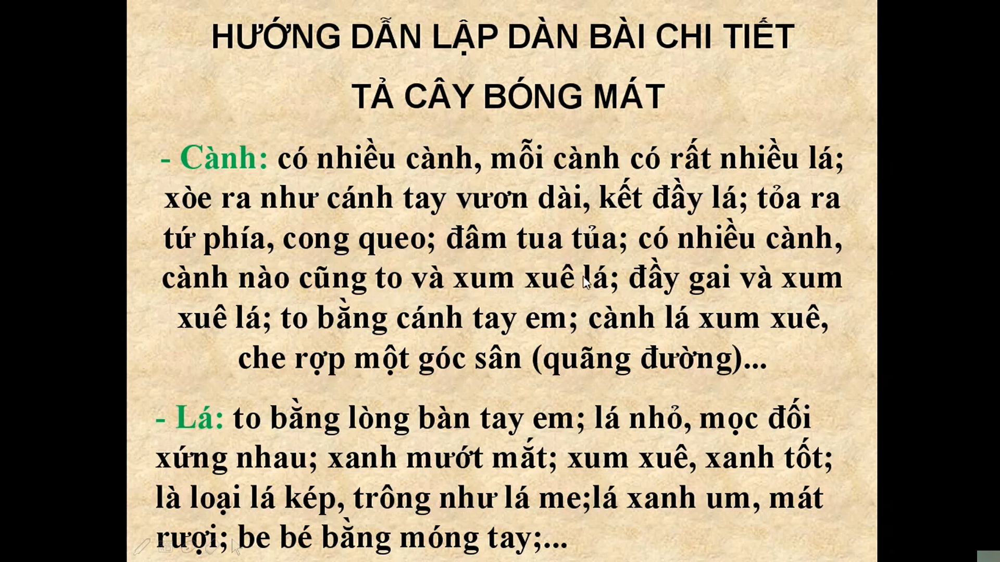 HƯỚNG DẪN LẬP DÀN BÀI CHI TIẾT
TẢ CÂY BÓNG MÁT
- Cành: có nhiều cành, mỗi cành có rất nhiều lá;
xòe ra như cánh tay vươn dài, kết đầy lá; tỏa ra
tứ phía, cong queo; đâm tua tủa; có nhiều cành,
cành nào cũng to và xum xuê lá; đầy gai và xum
xuê lá; to bằng cánh tay em; cành lá xum xuê,
che rợp một góc sân (quãng đường)...
- Lá: to bằng lòng bàn tay em; lá nhỏ, mọc đối
xứng nhau; xanh mướt mắt; xum xuê, xanh tốt;
là loại lá kép, trông như lá me;lá xanh um, mát
rượi; be bé bằng móng tay;...